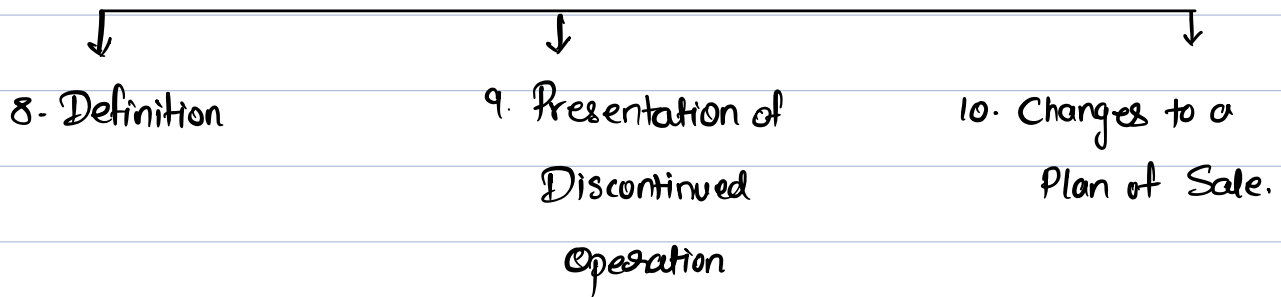 8. Definition
9. Presentation of
Discontinued
Operation
10. Changes to a
Plan of Sale.